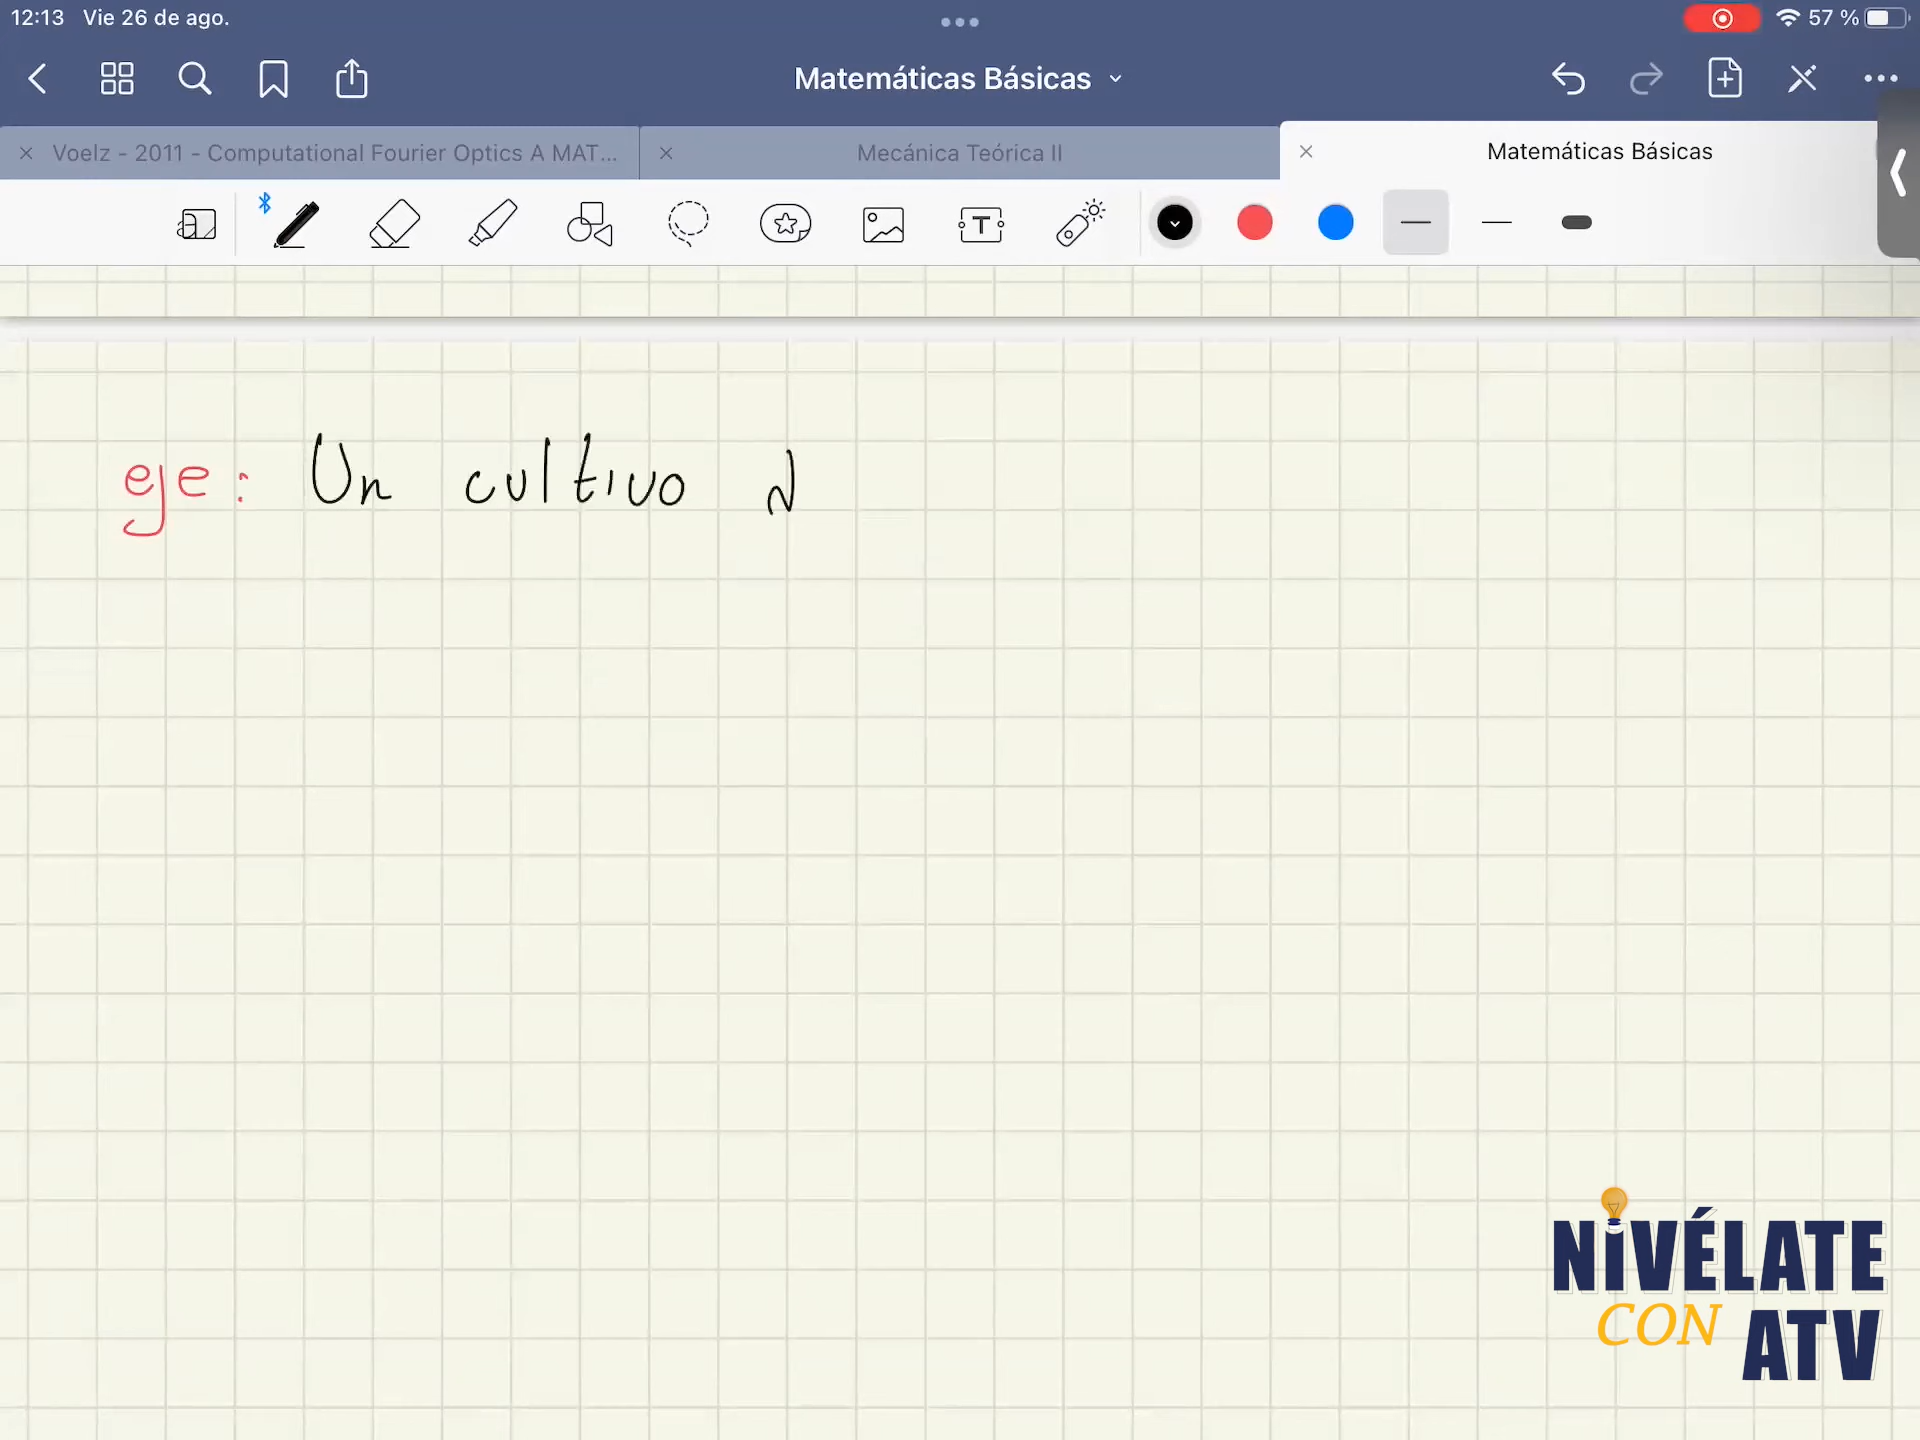 12:13 Vie 26 de ago. 57 %
Matemáticas Básicas
Voelz - 2011 - Computational Fourier Optics A MAT... Mecánica Teórica II Matemáticas Básicas
eje: Un cultivo
NIVÉLATE
CON
ATV